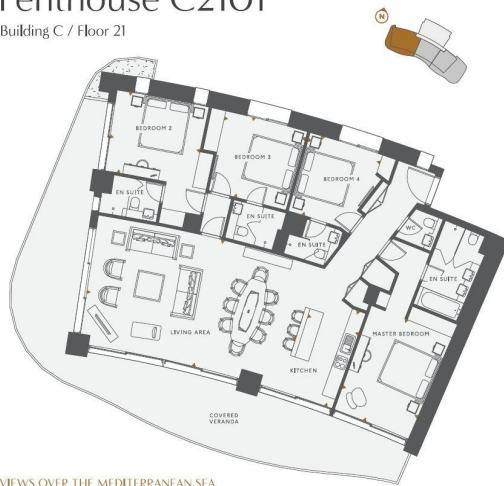 Penthouse C2101
Building C / Floor 21
N
BEDROOM 2
BEDROOM 3
BEDROOM 4
EN SUITE
EN SUITE
EN SUITE
WC
EN SUITE
LIVING AREA
MASTER BEDROOM
KITCHEN
COVERED
VERANDA
VIEWS OVER THE MEDITERRANEAN SEA